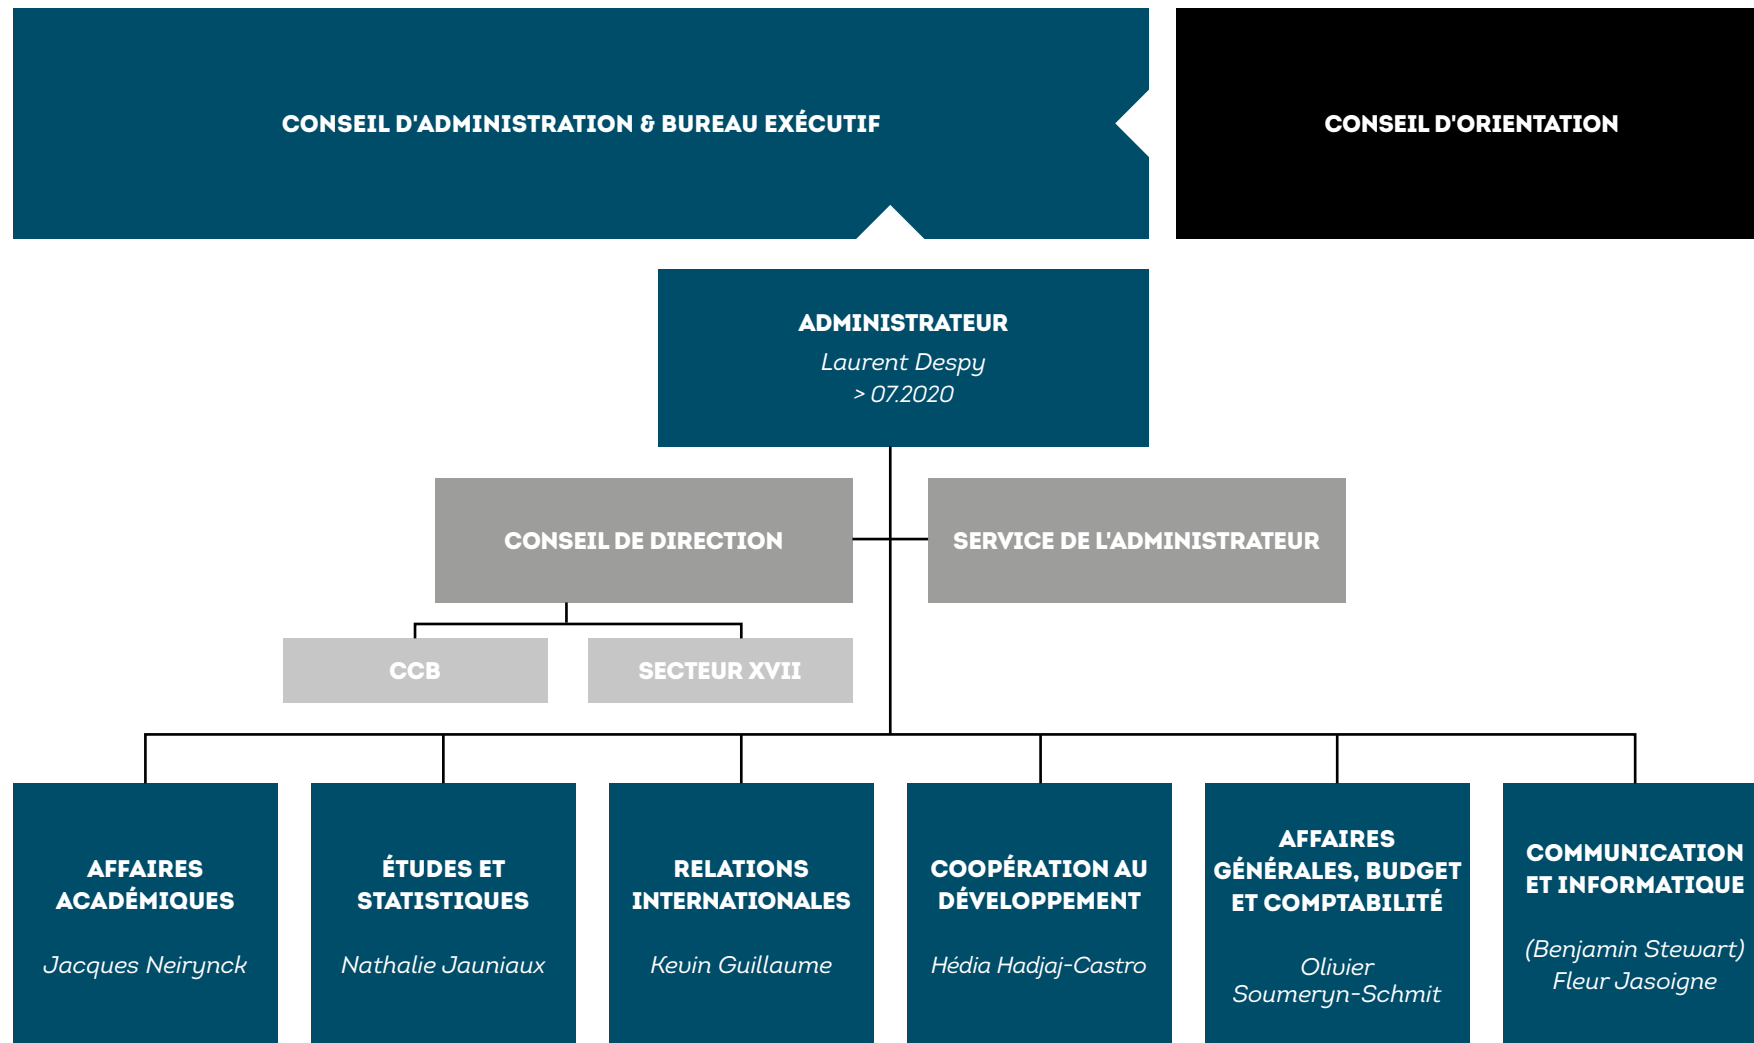 CONSEIL D'ADMINISTRATION & BUREAU EXÉCUTIF
CONSEIL D'ORIENTATION
ADMINISTRATEUR
Laurent Despy
> 07.2020
CONSEIL DE DIRECTION
SERVICE DE L'ADMINISTRATEUR
CCB
SECTEUR XVII
AFFAIRES
ACADÉMIQUES
Jacques Neirynck
ÉTUDES ET
STATISTIQUES
Nathalie Jauniaux
RELATIONS
INTERNATIONALES
Kevin Guillaume
COOPÉRATION AU
DÉVELOPPEMENT
Hédia Hadjaj-Castro
AFFAIRES
GÉNÉRALES, BUDGET
ET COMPTABILITÉ
Olivier
Soumeryn-Schmit
COMMUNICATION
ET INFORMATIQUE
(Benjamin Stewart)
Fleur Jasoigne